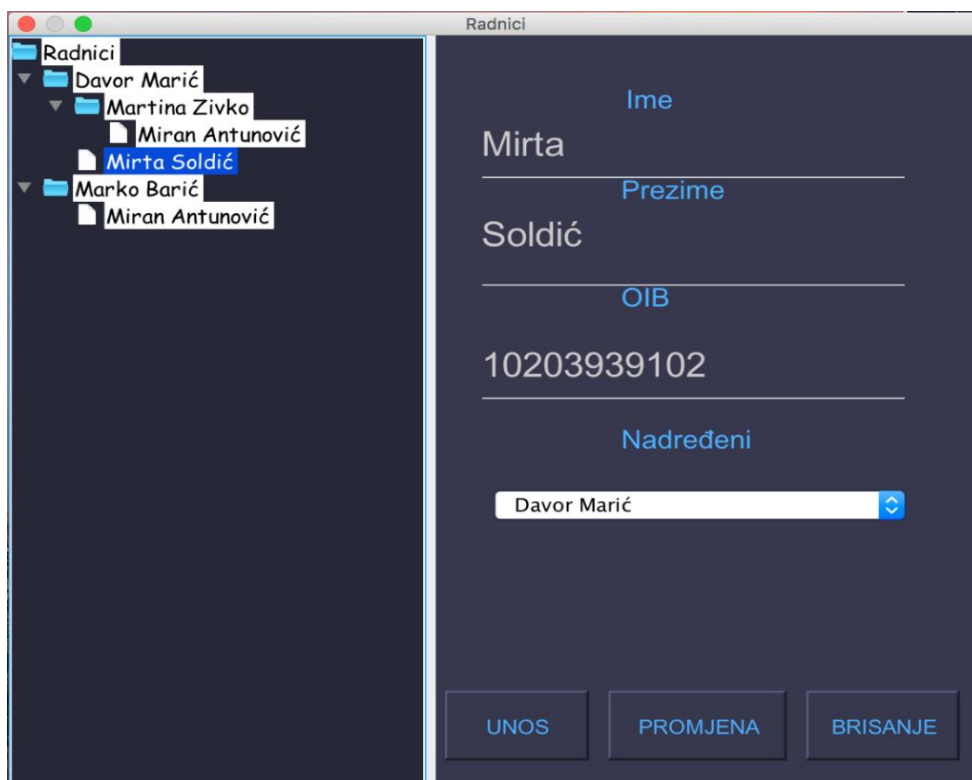 Radnici
Radnici
Davor Marić
Martina Zivko
Miran Antunović
Mirta Soldić
Marko Barić
Miran Antunović
Ime
Mirta
Prezime
Soldić
OIB
10203939102
Nadređeni
Davor Marić
UNOS
PROMJENA
BRISANJE